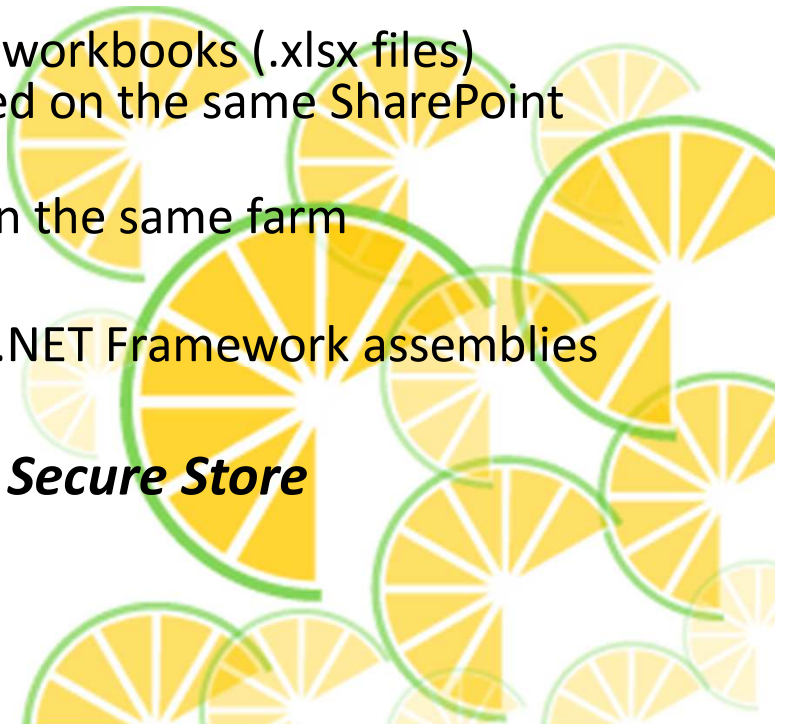 workbooks (.xlsx files)
ed on the same SharePoint
n the same farm
.NET Framework assemblies
Secure Store